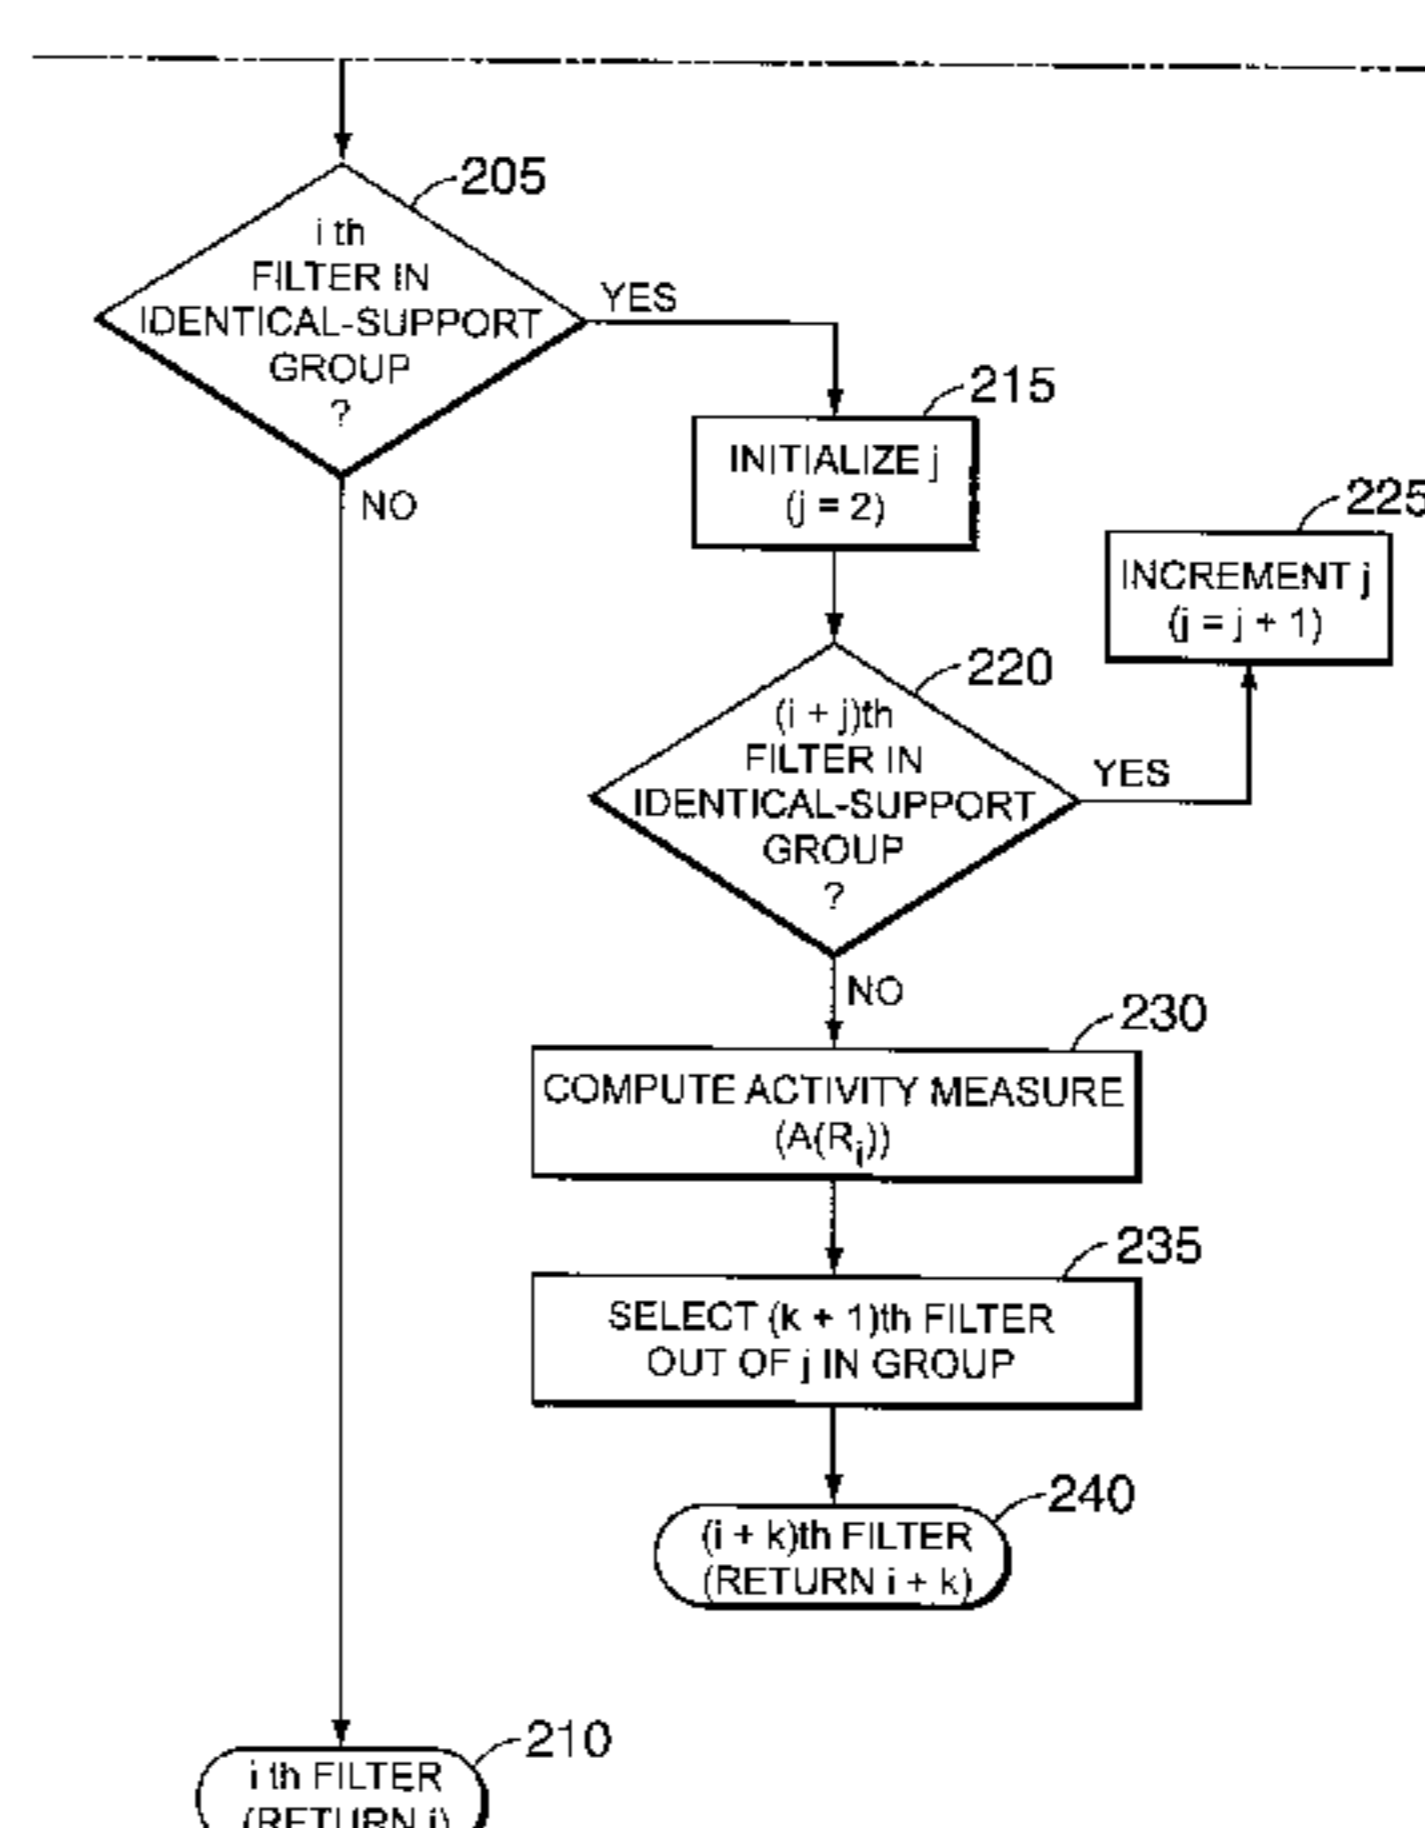 205
i th
FILTER IN
IDENTICAL-SUPPORT
GROUP
?
YES
NO
215
INITIALIZE j
(j = 2)
225
INCREMENT j
(j = j + 1)
220
(i + j)th
FILTER IN
IDENTICAL-SUPPORT
GROUP
?
YES
NO
230
COMPUTE ACTIVITY MEASURE
(A(Ri))
235
SELECT (k + 1)th FILTER
OUT OF j IN GROUP
240
(i + k)th FILTER
(RETURN i + k)
210
i th FILTER
(RETURN i)